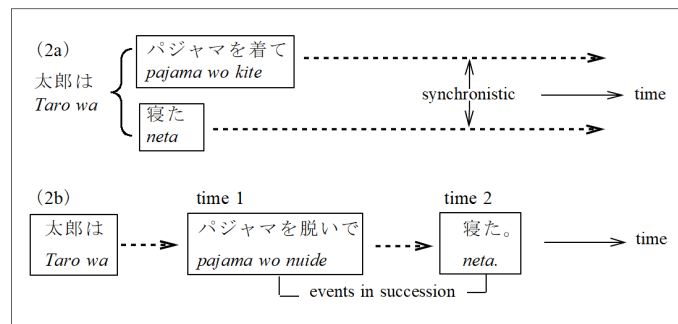 (2a)
太郎は
Taro wa
パジャマを着て
pajama wo kite
寝た
neta
synchronistic
time
(2b)
time 1
time 2
太郎は
Taro wa
パジャマを脱いで
pajama wo nuide
寝た。
neta.
time
events in succession